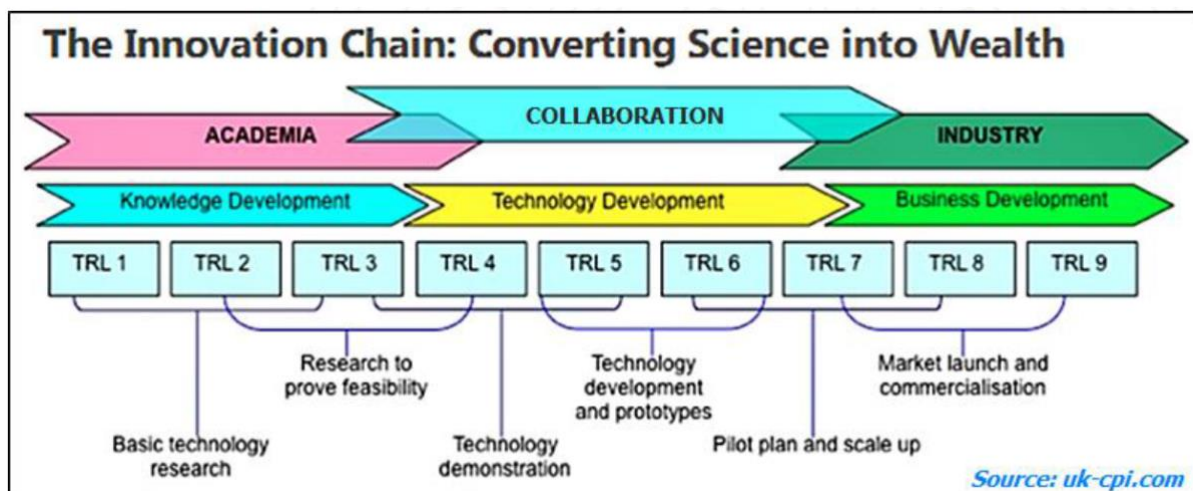 The Innovation Chain: Converting Science into Wealth
COLLABORATION
ACADEMIA
INDUSTRY
Knowledge Development
Technology Development
Business Development
TRL 1
TRL 2
TRL 3
TRL 4
TRL 5
TRL 6
TRL 7
TRL 8
TRL 9
Research to
prove feasibility
Technology
development
and prototypes
Market launch and
commercialisation
Basic technology
research
Technology
demonstration
Pilot plan and scale up
Source: uk-cpi.com